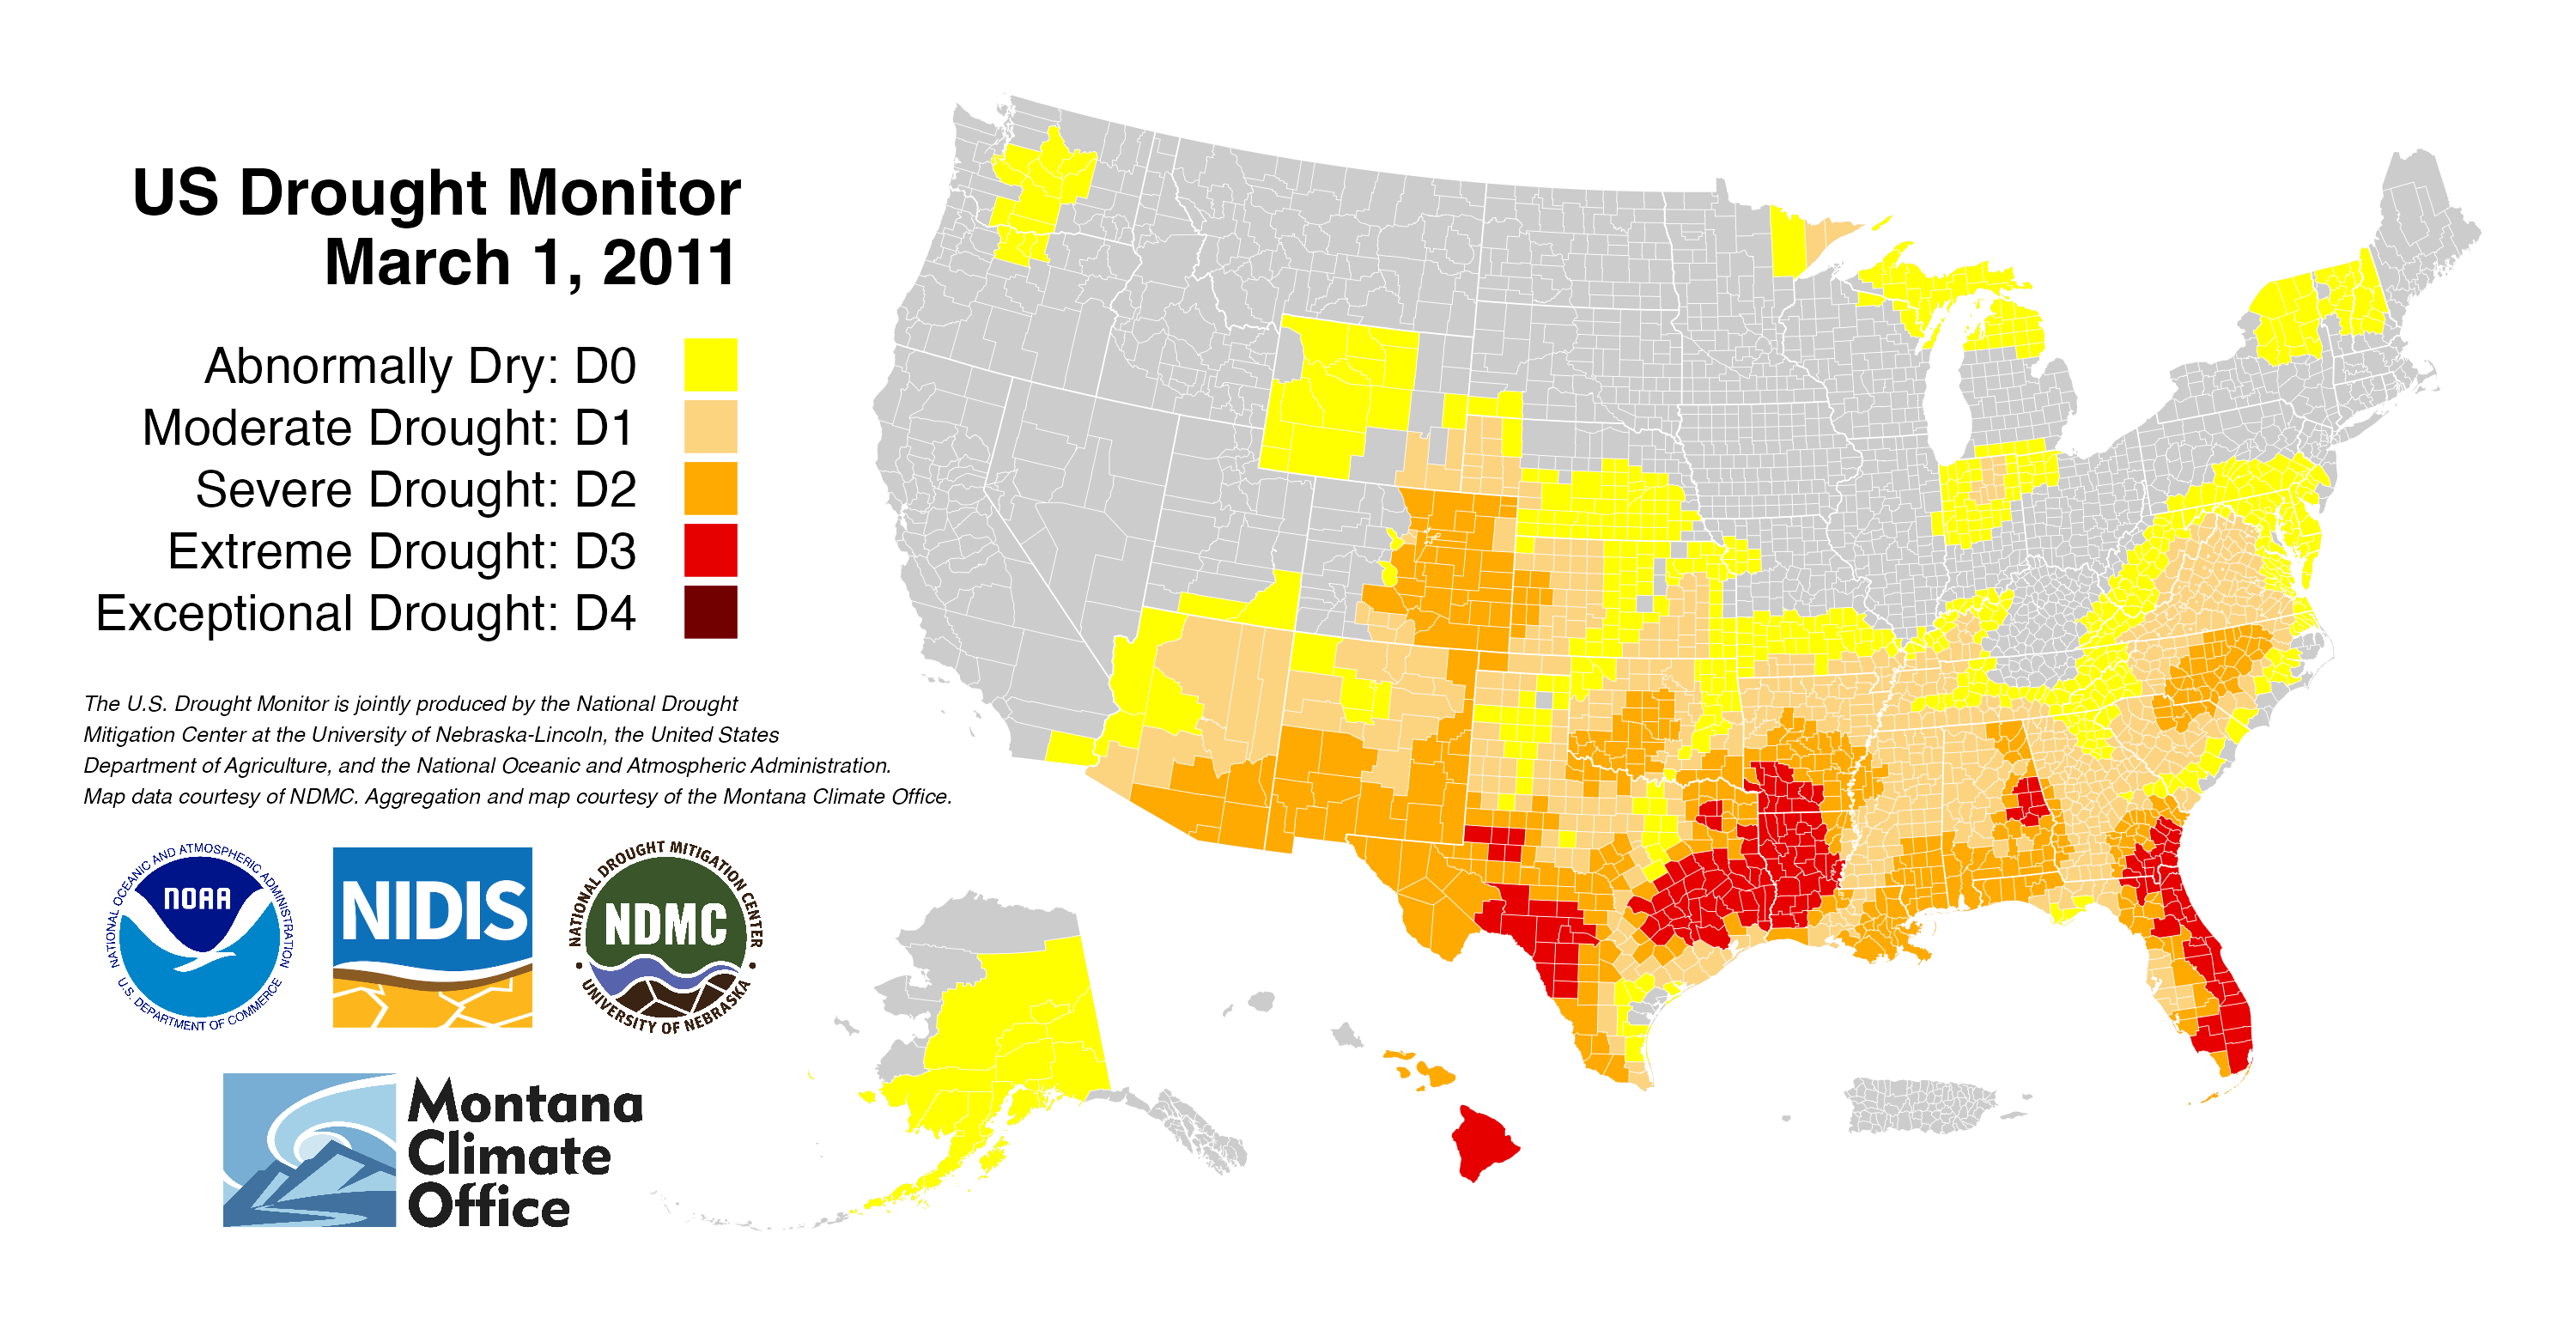 US Drought Monitor
March 1, 2011
Abnormally Dry: D0
Moderate Drought: D1
Severe Drought: D2
Extreme Drought: D3
Exceptional Drought: D4
The U.S. Drought Monitor is jointly produced by the National Drought
Mitigation Center at the University of Nebraska-Lincoln, the United States
Department of Agriculture, and the National Oceanic and Atmospheric Administration.
Map data courtesy of NDMC. Aggregation and map courtesy of the Montana Climate Office.
NATIONAL OCEANIC AND ATMOSPHERIC ADMINISTRATION
NOAA
U.S. DEPARTMENT OF COMMERCE
NIDIS
NATIONAL DROUGHT MITIGATION CENTER
NDMC
UNIVERSITY OF NEBRASKA
Montana
Climate
Office